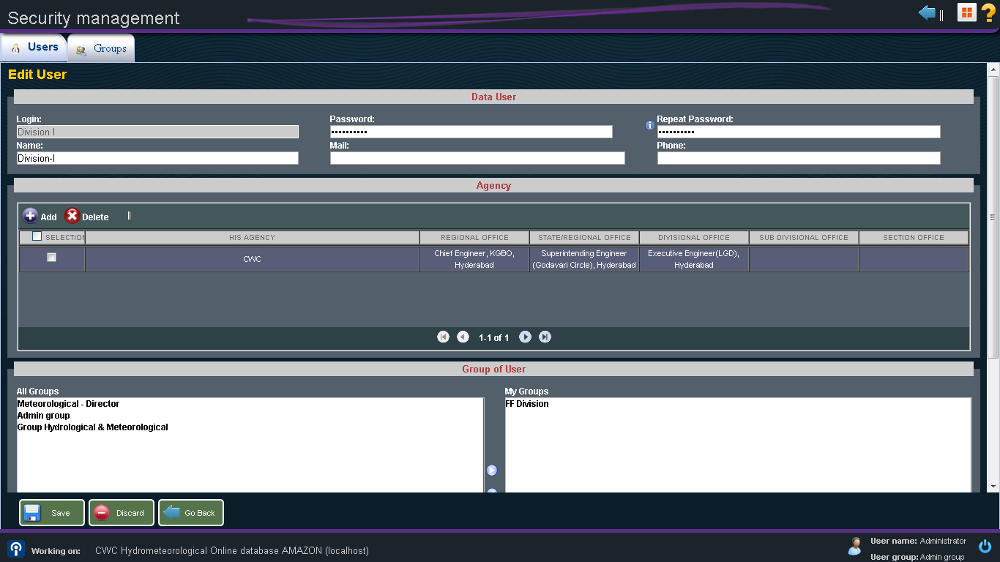 Security management
Users
Groups
Edit User
Data User
Login:
Password:
Repeat Password:
Division I
••••••••••
••••••••••
Name:
Mail:
Phone:
Division-I
Agency
Add
Delete
SELECTION
HIS AGENCY
REGIONAL OFFICE
STATE/REGIONAL OFFICE
DIVISIONAL OFFICE
SUB DIVISIONAL OFFICE
SECTION OFFICE
CWC
Chief Engineer, KGBO,
Hyderabad
Superintending Engineer
(Godavari Circle), Hyderabad
Executive Engineer(LGD),
Hyderabad
1-1 of 1
Group of User
All Groups
Meteorological - Director
Admin group
Group Hydrological & Meteorological
My Groups
FF Division
Save
Discard
Go Back
Working on:
CWC Hydrometeorological Online database AMAZON (localhost)
User name: Administrator
User group: Admin group